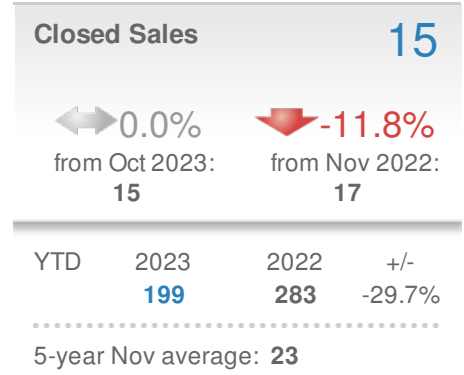 Closed Sales 15
0.0% -11.8%
from Oct 2023: from Nov 2022:
15 17
YTD 2023 2022 +/-
199 283 -29.7%
5-year Nov average: 23